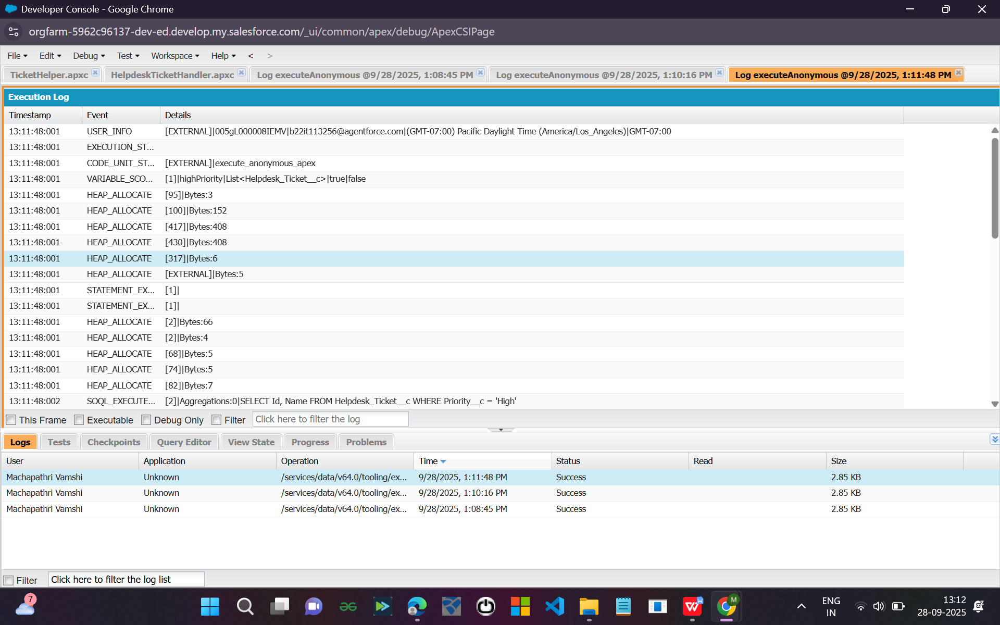 Developer Console - Google Chrome
orgfarm-5962c96137-dev-ed.develop.my.salesforce.com/_ui/common/apex/debug/ApexCSIPage
File Edit Debug Test Workspace Help < >
TicketHelper.apxc HelpdeskTicketHandler.apxc Log executeAnonymous @9/28/2025, 1:08:45 PM Log executeAnonymous @9/28/2025, 1:10:16 PM Log executeAnonymous @9/28/2025, 1:11:48 PM
Execution Log
Timestamp Event Details
13:11:48:001 USER_INFO [EXTERNAL]|005gL000008IEMV|b22it113256@agentforce.com|(GMT-07:00) Pacific Daylight Time (America/Los_Angeles)|GMT-07:00
13:11:48:001 EXECUTION_ST...
13:11:48:001 CODE_UNIT_ST... [EXTERNAL]|execute_anonymous_apex
13:11:48:001 VARIABLE_SCO... [1]|highPriority|List<Helpdesk_Ticket__c>|true|false
13:11:48:001 HEAP_ALLOCATE [95]|Bytes:3
13:11:48:001 HEAP_ALLOCATE [100]|Bytes:152
13:11:48:001 HEAP_ALLOCATE [417]|Bytes:408
13:11:48:001 HEAP_ALLOCATE [430]|Bytes:408
13:11:48:001 HEAP_ALLOCATE [317]|Bytes:6
13:11:48:001 HEAP_ALLOCATE [EXTERNAL]|Bytes:5
13:11:48:001 STATEMENT_EX... [1]|
13:11:48:001 STATEMENT_EX... [1]|
13:11:48:001 HEAP_ALLOCATE [2]|Bytes:66
13:11:48:001 HEAP_ALLOCATE [2]|Bytes:4
13:11:48:001 HEAP_ALLOCATE [68]|Bytes:5
13:11:48:001 HEAP_ALLOCATE [74]|Bytes:5
13:11:48:001 HEAP_ALLOCATE [82]|Bytes:7
13:11:48:002 SOQL_EXECUTE... [2]|Aggregations:0|SELECT Id, Name FROM Helpdesk_Ticket__c WHERE Priority__c = 'High'
This Frame Executable Debug Only Filter Click here to filter the log
Logs Tests Checkpoints Query Editor View State Progress Problems
User Application Operation Time Status Read Size
Machapathri Vamshi Unknown /services/data/v64.0/tooling/ex... 9/28/2025, 1:11:48 PM Success 2.85 KB
Machapathri Vamshi Unknown /services/data/v64.0/tooling/ex... 9/28/2025, 1:10:16 PM Success 2.85 KB
Machapathri Vamshi Unknown /services/data/v64.0/tooling/ex... 9/28/2025, 1:08:45 PM Success 2.85 KB
Filter Click here to filter the log list
7
M
ENG
IN
13:12
28-09-2025